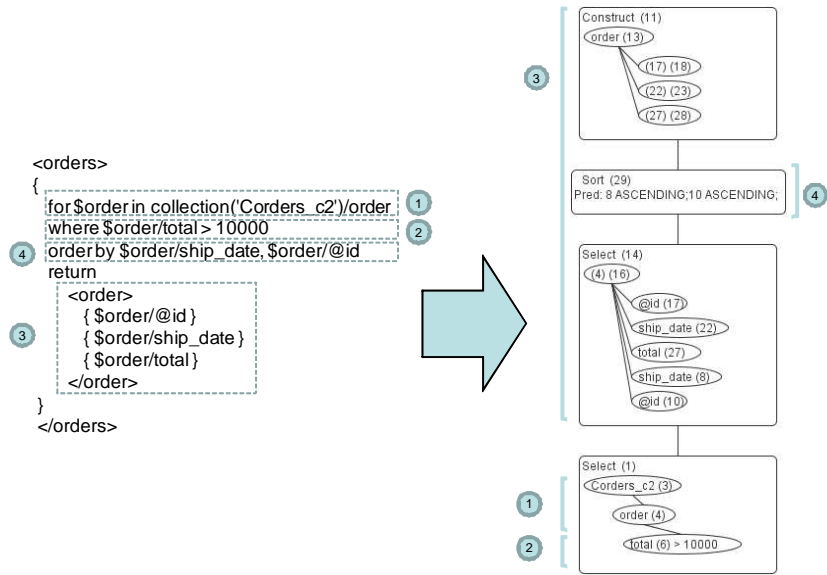 <orders>
{
for $order in collection('Corders_c2')/order
1
where $order/total > 10000
2
4
order by $order/ship_date, $order/@id
return
<order>
{ $order/@id }
3
{ $order/ship_date }
{ $order/total }
</order>
}
</orders>
Construct (11)
order (13)
3
(17) (18)
(22) (23)
(27) (28)
Sort (29)
Pred: 8 ASCENDING;10 ASCENDING;
4
Select (14)
(4) (16)
@id (17)
ship_date (22)
total (27)
ship_date (8)
@id (10)
Select (1)
Corders_c2 (3)
1
order (4)
2
total (6) > 10000